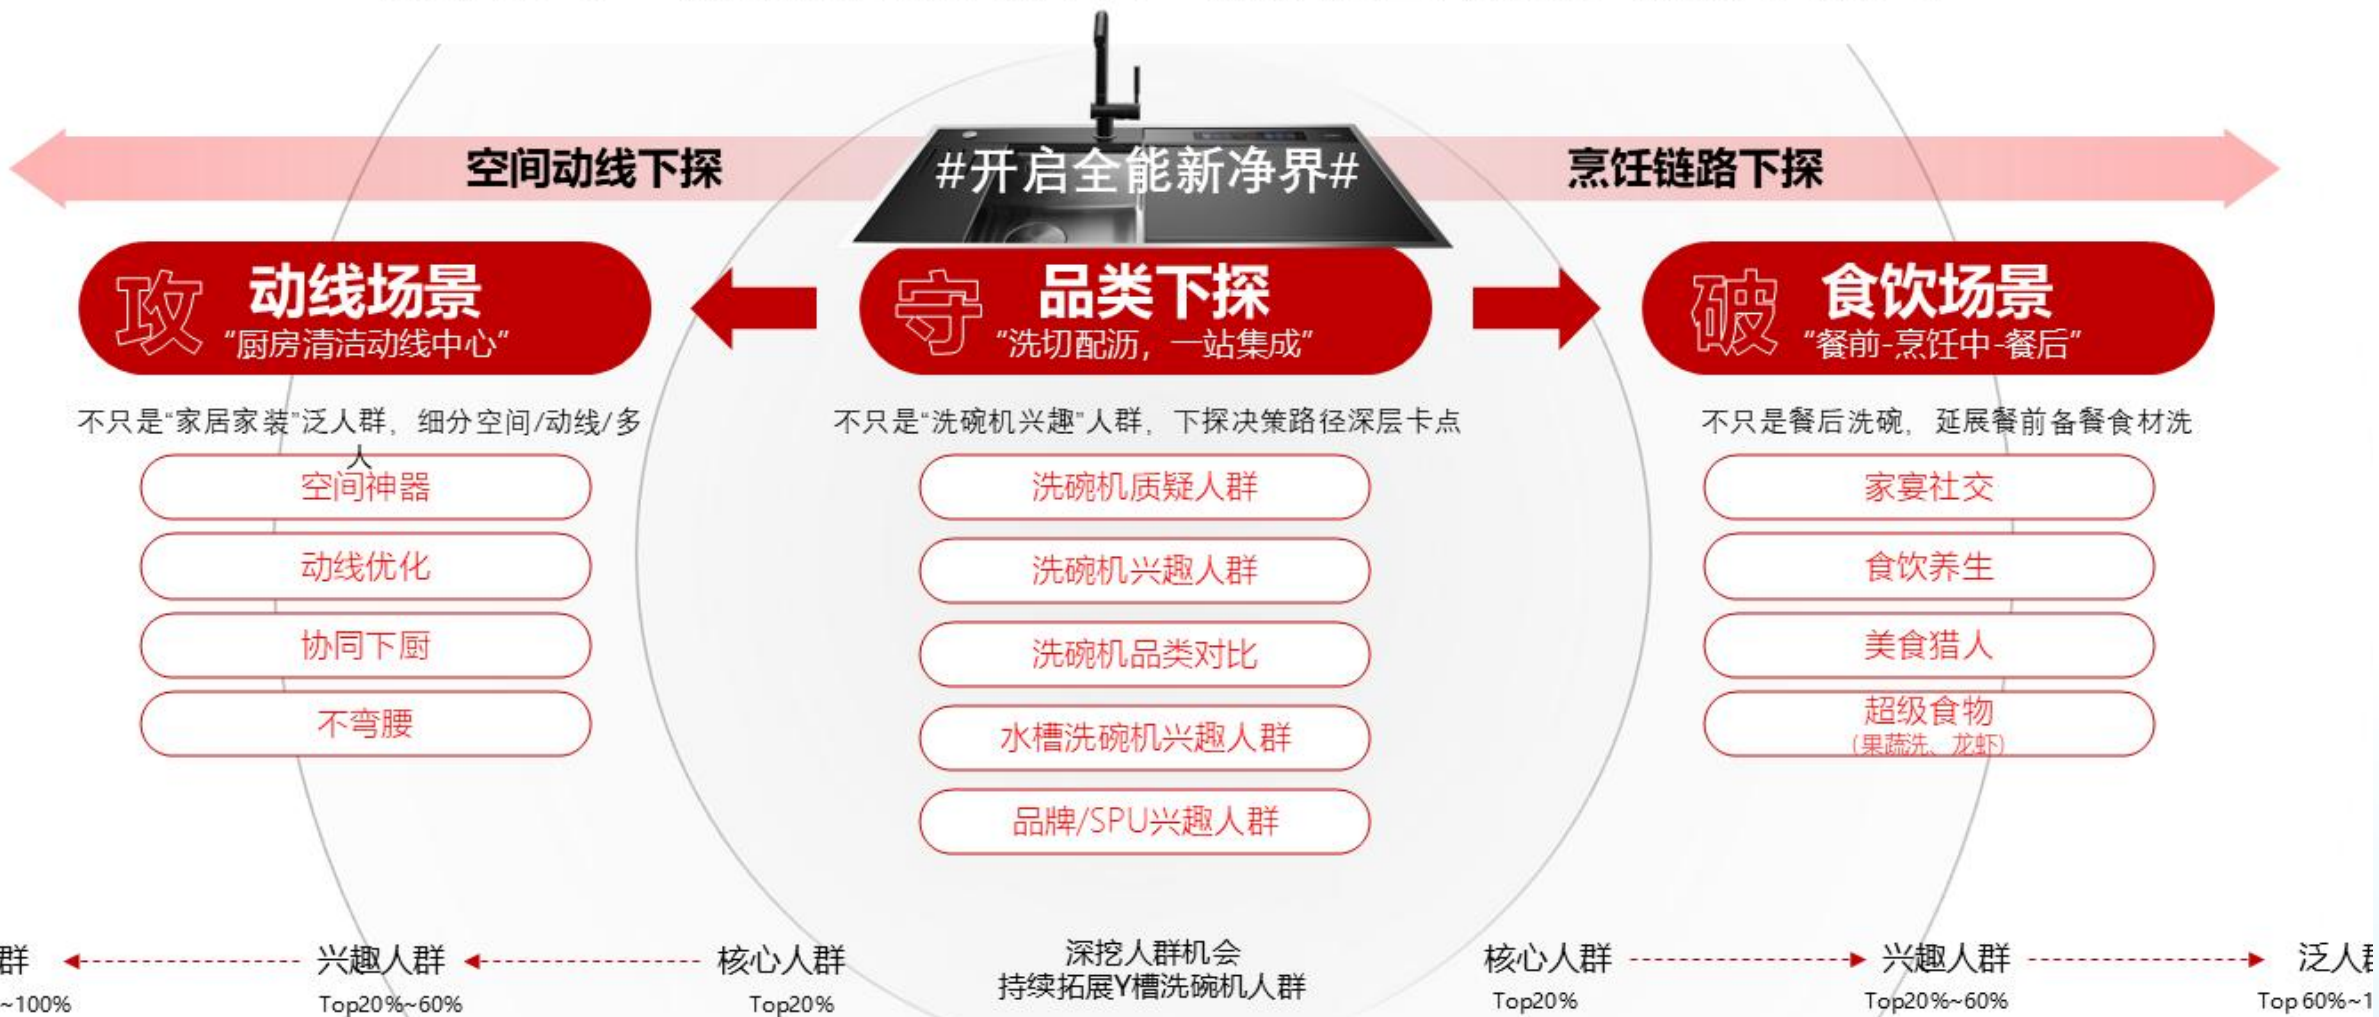 空间动线下探
#开启全能新净界#
烹饪链路下探
攻
动线场景
“厨房清洁动线中心”
守
品类下探
“洗切配沥，一站集成”
破
食饮场景
“餐前-烹饪中-餐后”
不只是“家居家装”泛人群，细分空间/动线/多
人
空间神器
动线优化
协同下厨
不弯腰
不只是“洗碗机兴趣”人群，下探决策路径深层卡点
洗碗机质疑人群
洗碗机兴趣人群
洗碗机品类对比
水槽洗碗机兴趣人群
品牌/SPU兴趣人群
不只是餐后洗碗，延展餐前备餐食材洗
家宴社交
食饮养生
美食猎人
超级食物
（果蔬洗、龙虾）
群
~100%
兴趣人群
Top20%~60%
核心人群
Top20%
深挖人群机会
持续拓展Y槽洗碗机人群
核心人群
Top20%
兴趣人群
Top20%~60%
泛人群
Top 60%~1